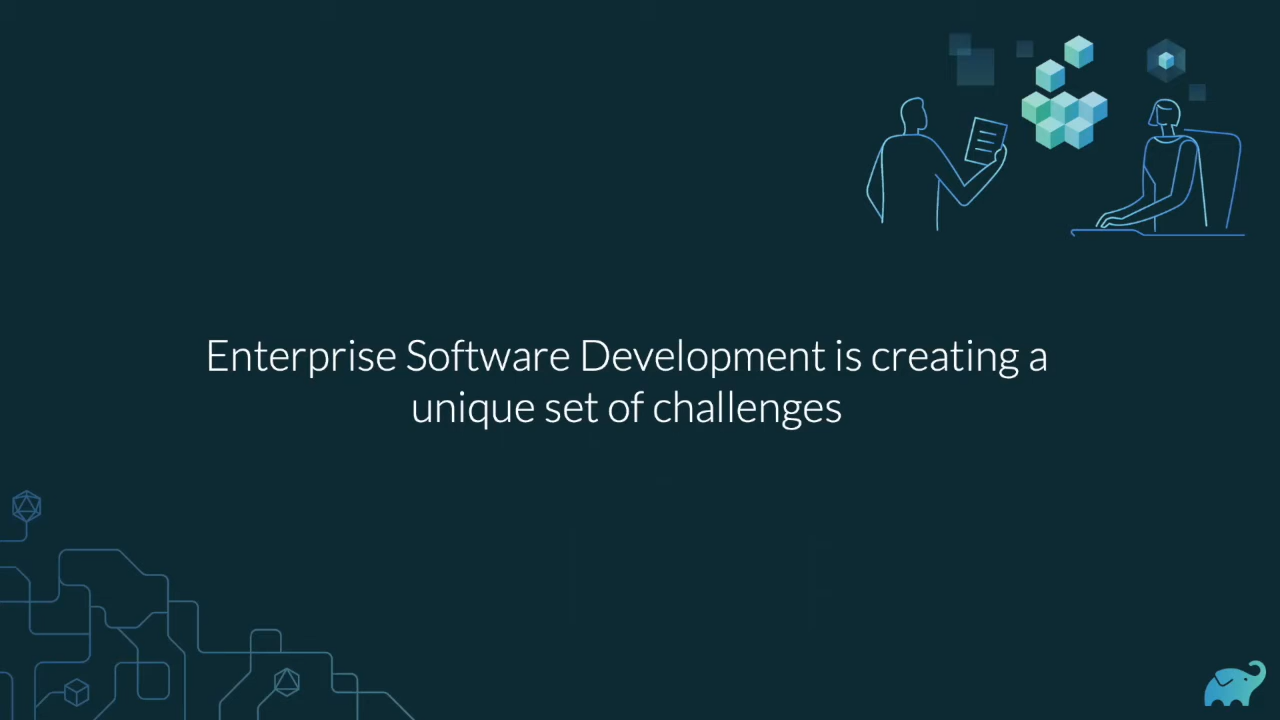 Enterprise Software Development is creating a
unique set of challenges